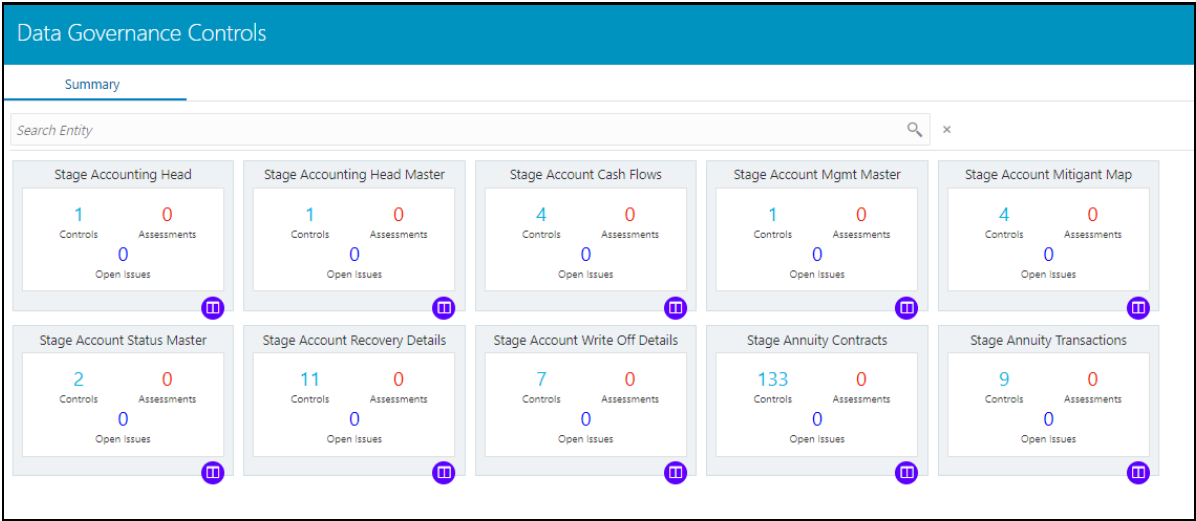 Data Governance Controls
Summary
Search Entity
Stage Accounting Head
1 0
Controls Assessments
0
Open Issues
Stage Accounting Head Master
1 0
Controls Assessments
0
Open Issues
Stage Account Cash Flows
4 0
Controls Assessments
0
Open Issues
Stage Account Mgmt Master
1 0
Controls Assessments
0
Open Issues
Stage Account Mitigant Map
4 0
Controls Assessments
0
Open Issues
Stage Account Status Master
2 0
Controls Assessments
0
Open Issues
Stage Account Recovery Details
11 0
Controls Assessments
0
Open Issues
Stage Account Write Off Details
7 0
Controls Assessments
0
Open Issues
Stage Annuity Contracts
133 0
Controls Assessments
0
Open Issues
Stage Annuity Transactions
9 0
Controls Assessments
0
Open Issues